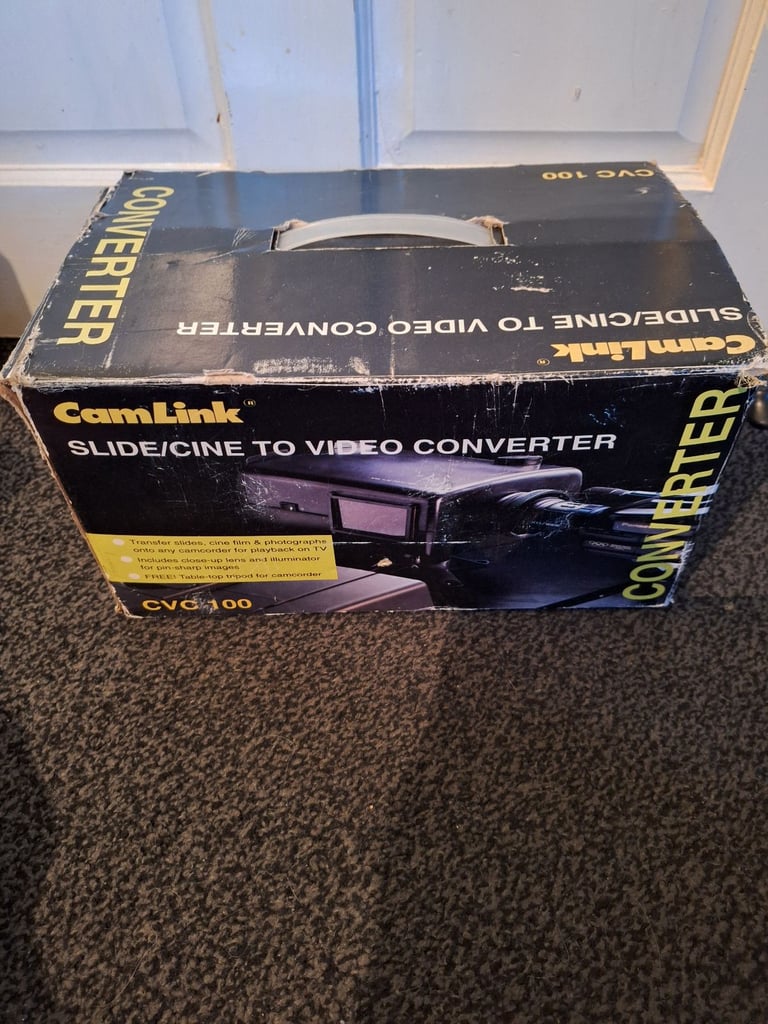 CONVERTER
CVC 100
SLIDE/CINE TO VIDEO CONVERTER
CamLink®
CamLink®
SLIDE/CINE TO VIDEO CONVERTER
CONVERTER
Transfer slides, cine film & photographs
onto any camcorder for playback on TV
Includes close-up lens and illuminator
for pin-sharp images
FREE! Table-top tripod for camcorder
CVC 100